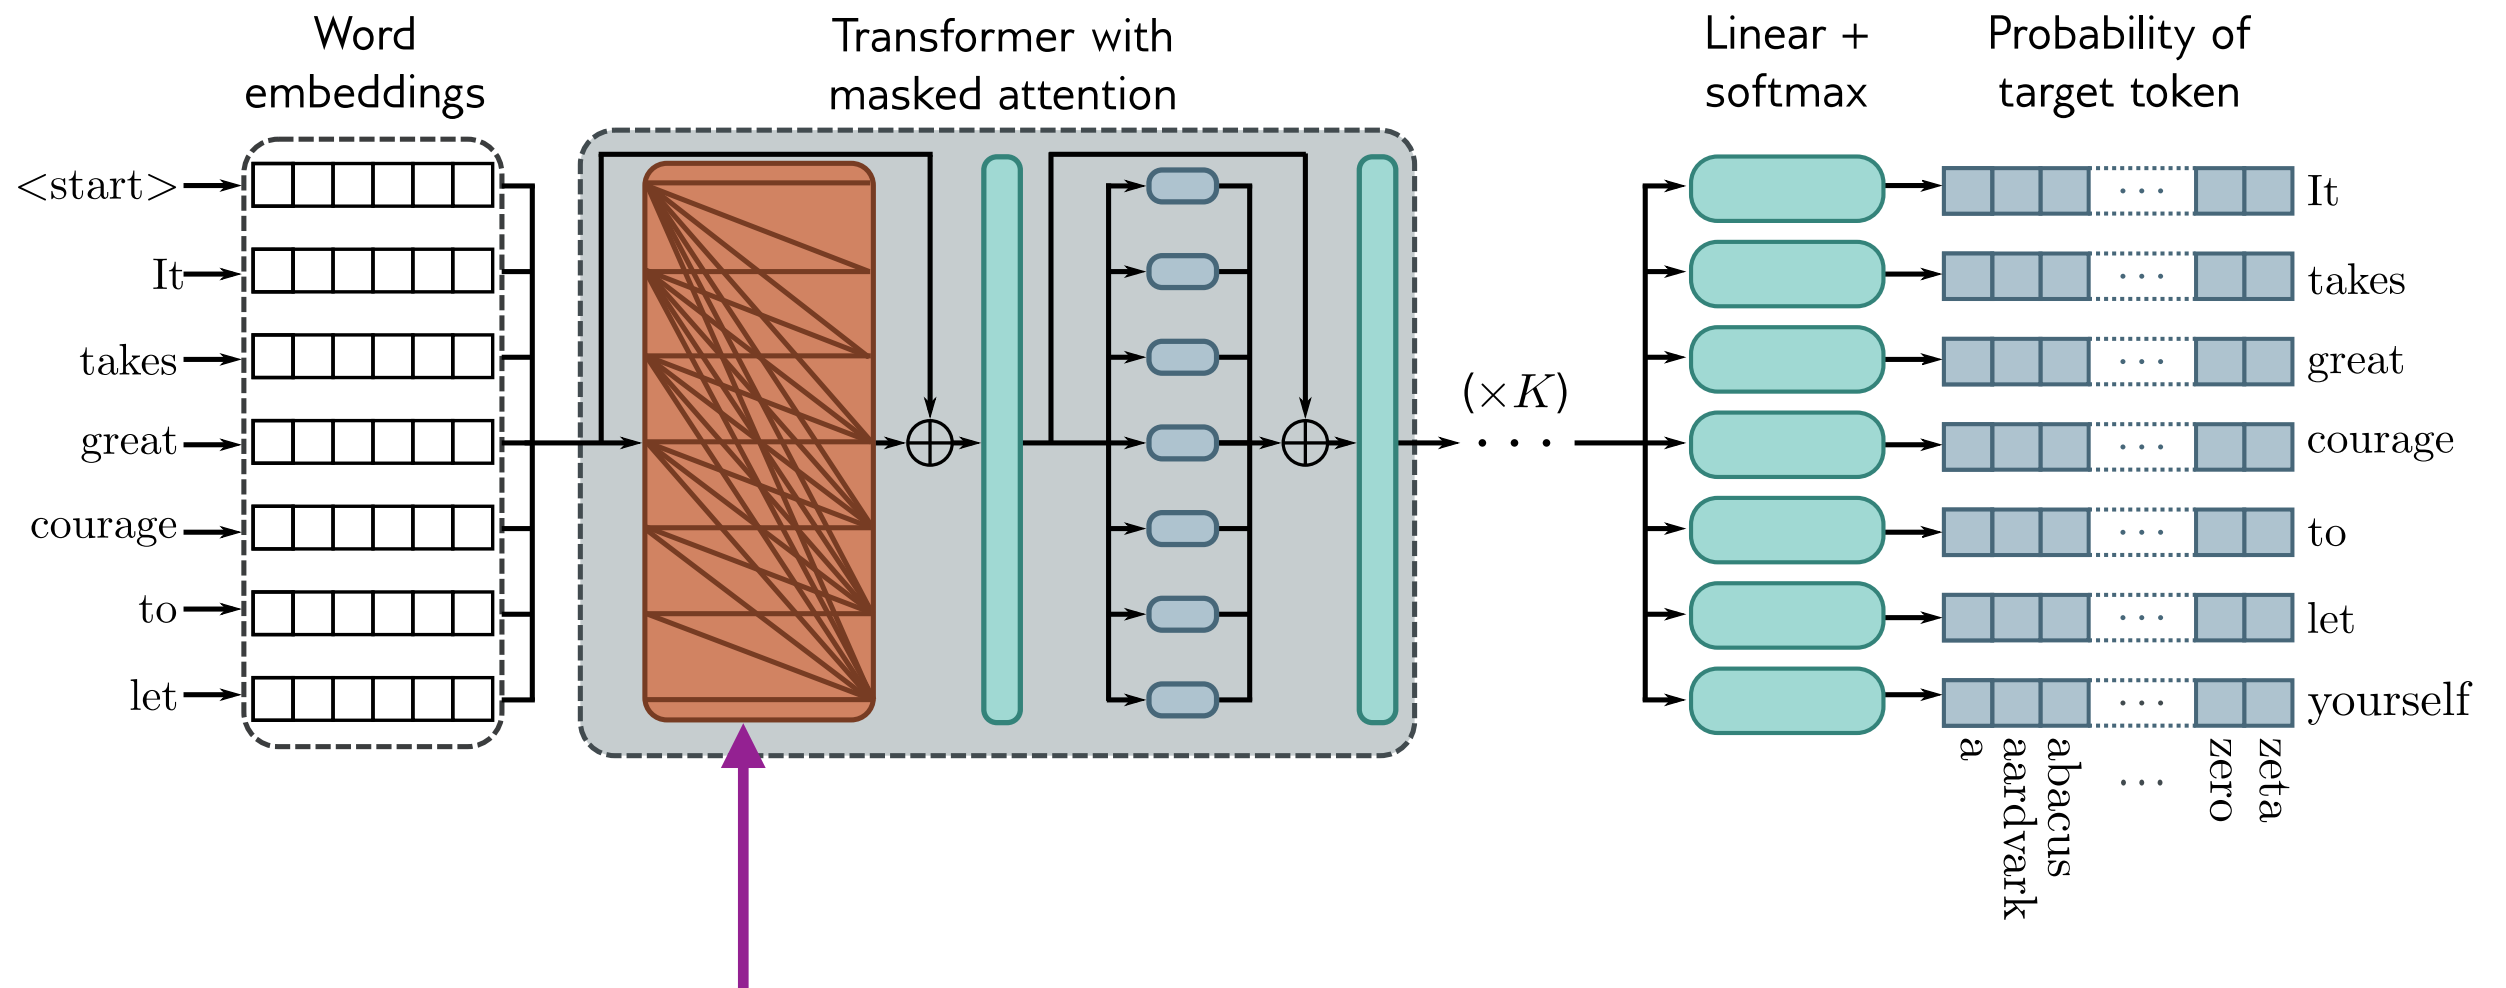 Word
embeddings
Transformer with
masked attention
Linear +
softmax
Probability of
target token
<start>
It
takes
great
courage
to
let
(× K)
...
It
takes
great
courage
to
let
yourself
a
aardvark
abacus
...
zero
zeta